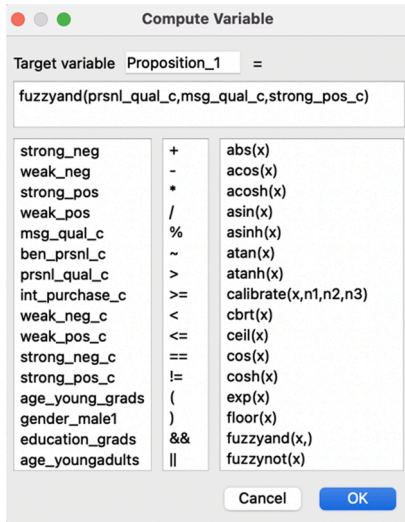 Compute Variable
Target variable Proposition_1 =
fuzzyand(prsnl_qual_c,msg_qual_c,strong_pos_c)
strong_neg + abs(x)
weak_neg - acos(x)
strong_pos * acosh(x)
weak_pos / asin(x)
msg_qual_c % asinh(x)
ben_prsnl_c ~ atan(x)
prsnl_qual_c > atanh(x)
int_purchase_c >= calibrate(x,n1,n2,n3)
weak_neg_c < cbrt(x)
weak_pos_c <= ceil(x)
strong_neg_c == cos(x)
strong_pos_c != cosh(x)
age_young_grads ( exp(x)
gender_male1 ) floor(x)
education_grads && fuzzyand(x,)
age_youngadults || fuzzynot(x)
Cancel OK